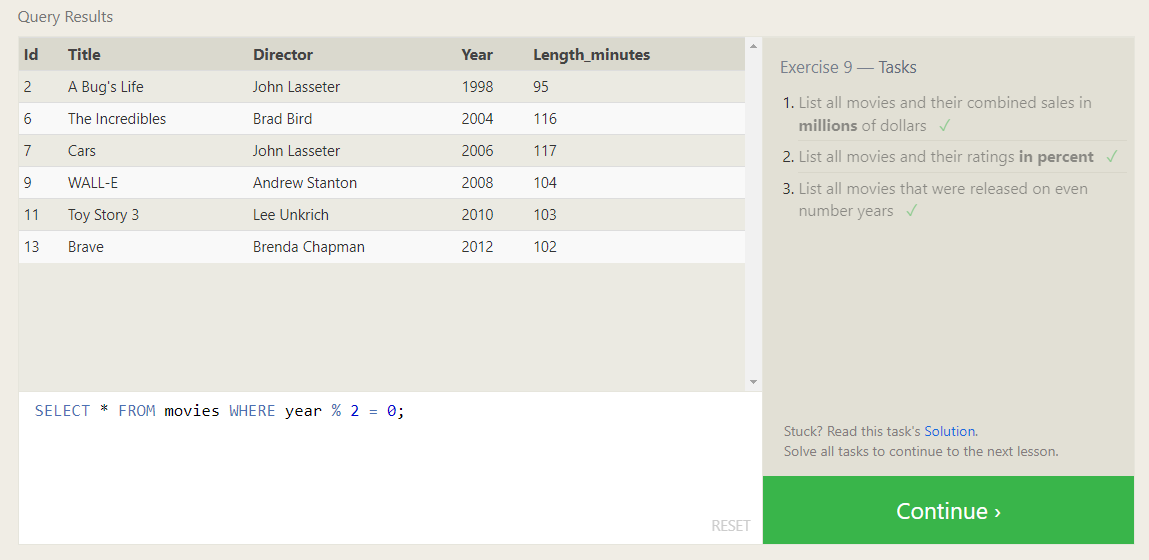 Query Results
Id Title Director Year Length_minutes
2 A Bug's Life John Lasseter 1998 95
6 The Incredibles Brad Bird 2004 116
7 Cars John Lasseter 2006 117
9 WALL-E Andrew Stanton 2008 104
11 Toy Story 3 Lee Unkrich 2010 103
13 Brave Brenda Chapman 2012 102
SELECT * FROM movies WHERE year % 2 = 0;
RESET
Exercise 9 — Tasks
1. List all movies and their combined sales in
millions of dollars ✓
2. List all movies and their ratings in percent ✓
3. List all movies that were released on even
number years ✓
Stuck? Read this task's Solution.
Solve all tasks to continue to the next lesson.
Continue ›